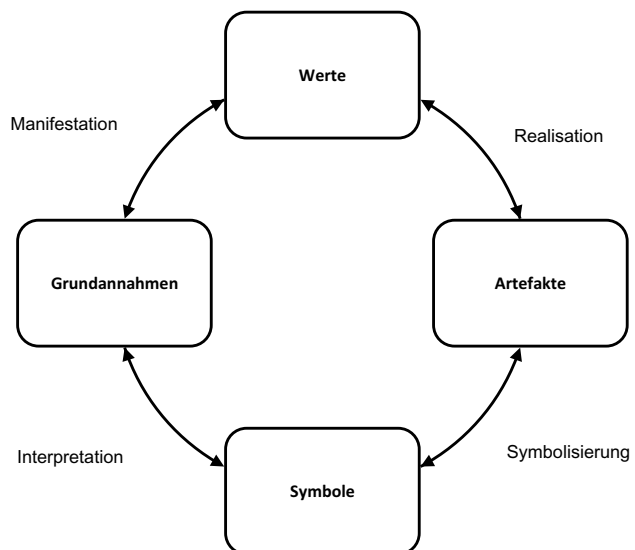 Werte
Manifestation
Realisation
Grundannahmen
Artefakte
Interpretation
Symbolisierung
Symbole